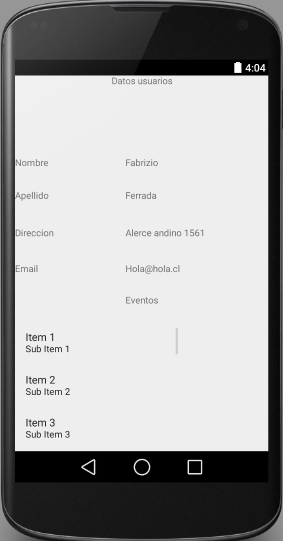 4:04
Datos usuarios
Nombre Fabrizio
Apellido Ferrada
Direccion Alerce andino 1561
Email Hola@hola.cl
Eventos
Item 1
Sub Item 1
Item 2
Sub Item 2
Item 3
Sub Item 3